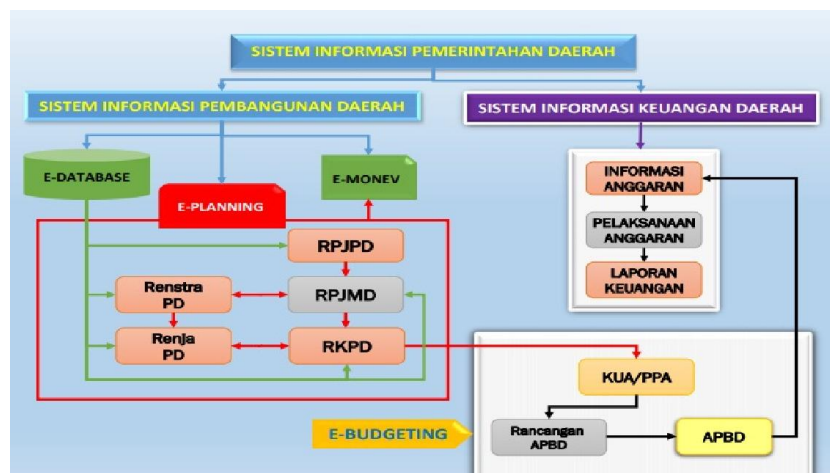 SISTEM INFORMASI PEMERINTAHAN DAERAH
SISTEM INFORMASI PEMBANGUNAN DAERAH
SISTEM INFORMASI KEUANGAN DAERAH
E-DATABASE
E-PLANNING
E-MONEV
RPJPD
Renstra
PD
RPJMD
Renja
PD
RKPD
INFORMASI
ANGGARAN
PELAKSANAAN
ANGGARAN
LAPORAN
KEUANGAN
KUA/PPA
E-BUDGETING
Rancangan
APBD
APBD